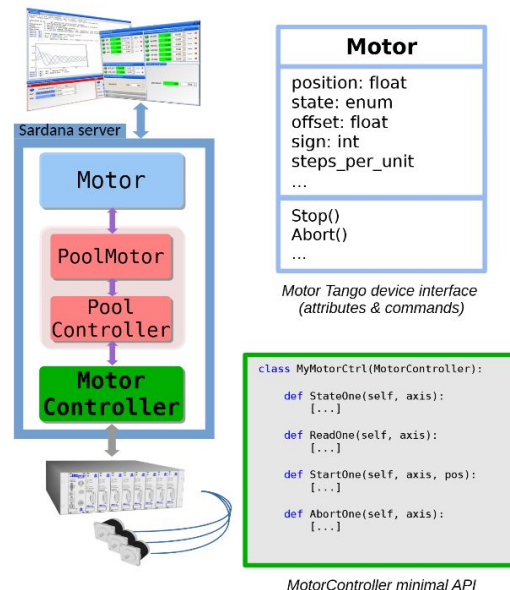 Sardana server
Motor
PoolMotor
Pool
Controller
Motor
Controller
Motor
position: float
state: enum
offset: float
sign: int
steps_per_unit
...
Stop()
Abort()
...
Motor Tango device interface
(attributes & commands)
class MyMotorCtrl(MotorController):
def StateOne(self, axis):
[...]
def ReadOne(self, axis):
[...]
def StartOne(self, axis, pos):
[...]
def AbortOne(self, axis):
[...]
MotorController minimal API